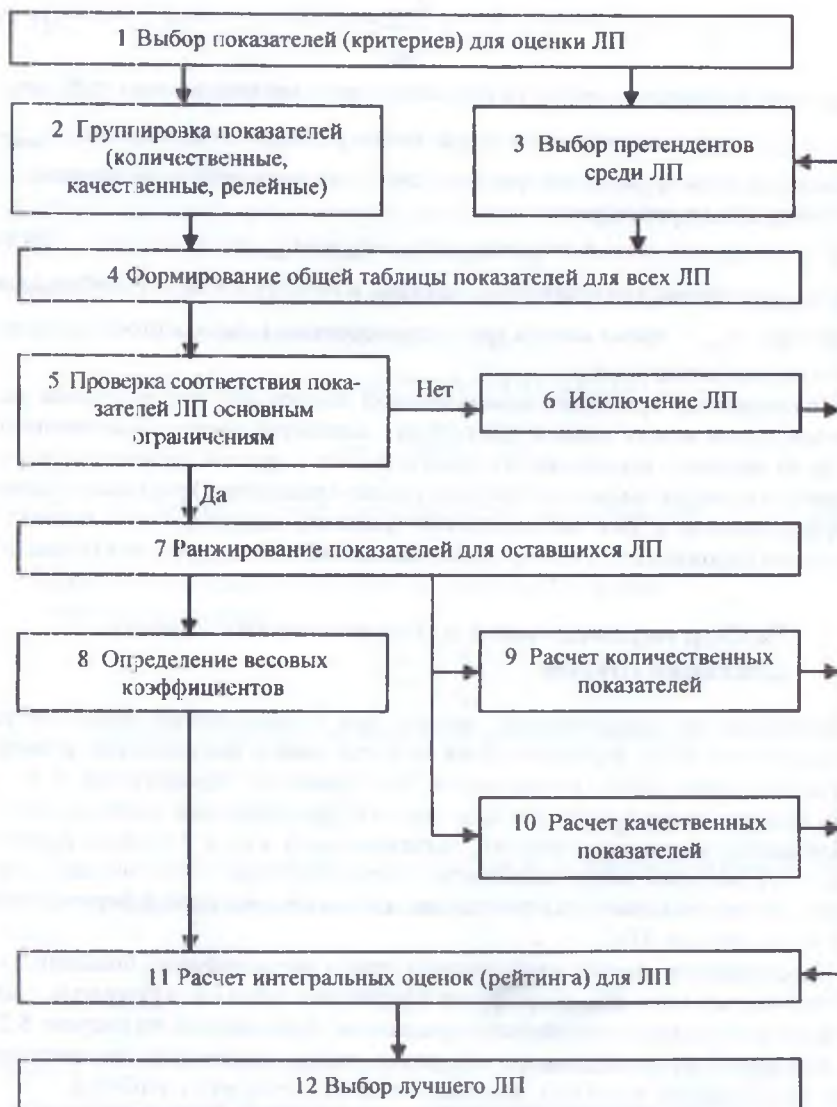 1 Выбор показателей (критериев) для оценки ЛП
2 Группировка показателей
(количественные,
качественные, релейные)
3 Выбор претендентов
среди ЛП
4 Формирование общей таблицы показателей для всех ЛП
5 Проверка соответствия пока-
зателей ЛП основным
ограничениям
Нет
6 Исключение ЛП
Да
7 Ранжирование показателей для оставшихся ЛП
8 Определение весовых
коэффициентов
9 Расчет количественных
показателей
10 Расчет качественных
показателей
11 Расчет интегральных оценок (рейтинга) для ЛП
12 Выбор лучшего ЛП